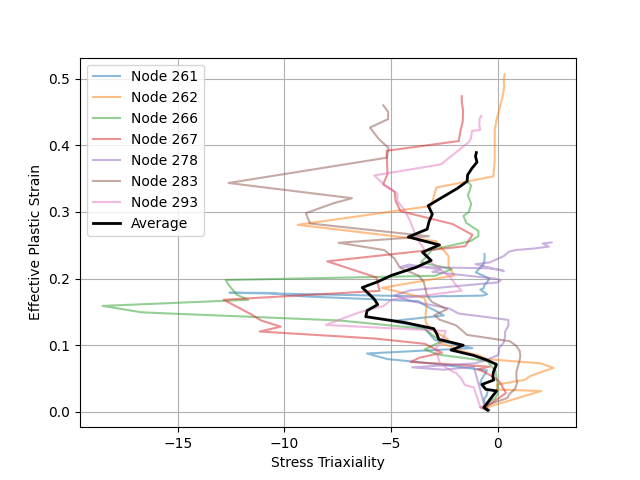 Node 261
Node 262
Node 266
Node 267
Node 278
Node 283
Node 293
Average
Effective Plastic Strain
0.5
0.4
0.3
0.2
0.1
0.0
−15
−10
−5
0
Stress Triaxiality